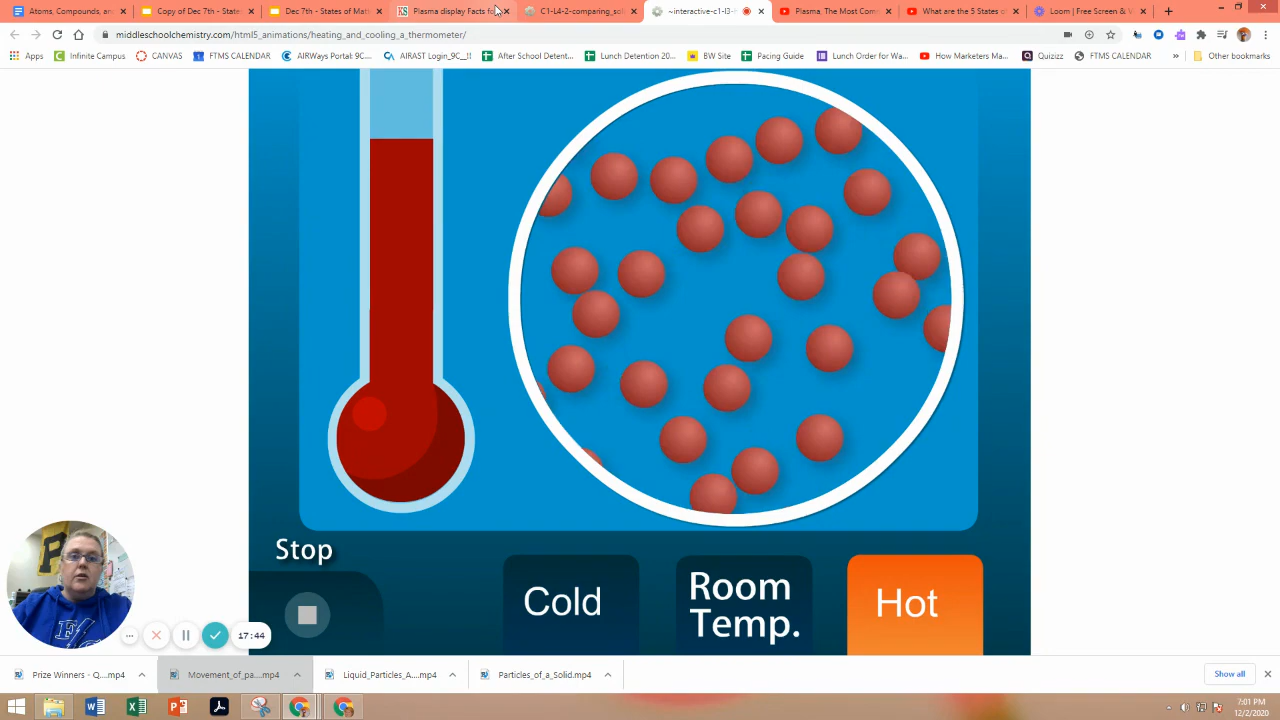 Atoms, Compounds, an
Copy of Dec 7th - States of
Dec 7th - States of Mat
Plasma display Facts fo
C1-L4-2-comparing_sol
~interactive-c1-l3-
Plasma, The Most Com
What are the 5 States o
Loom | Free Screen & V
middleschoolchemistry.com/html5_animations/heating_and_cooling_a_thermometer/
Apps
Infinite Campus
CANVAS
FTMS CALENDAR
AIRWays Portal: 9C...
AIRAST Login_9C_!!
After School Detent...
Lunch Detention 20...
BW Site
Pacing Guide
Lunch Order for Wa...
How Marketers Ma...
Quizizz
FTMS CALENDAR
»
Other bookmarks
Stop
Cold
Room
Temp.
Hot
17:44
Prize Winners - Q....mp4
Movement_of_pa....mp4
Liquid_Particles_A....mp4
Particles_of_a_Solid.mp4
Show all
7:01 PM
12/2/2020